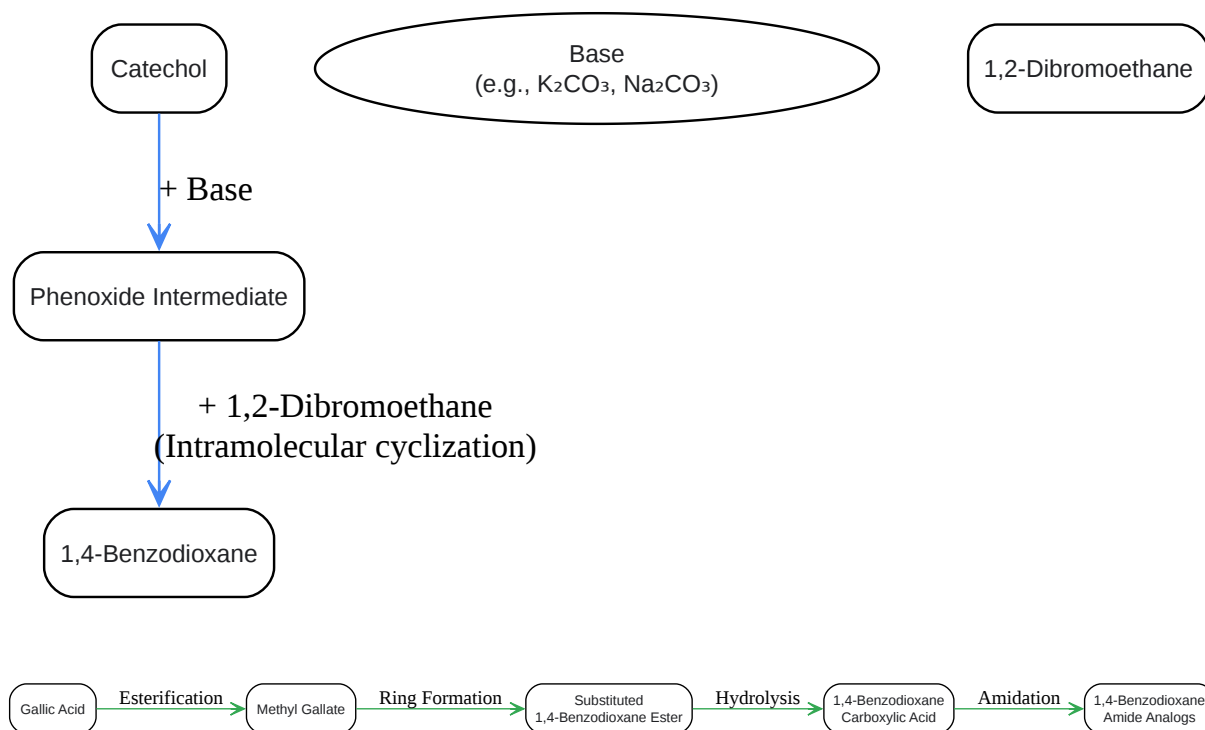 Catechol
Base
(e.g., K₂CO₃, Na₂CO₃)
1,2-Dibromoethane
+ Base
Phenoxide Intermediate
+ 1,2-Dibromoethane
(Intramolecular cyclization)
1,4-Benzodioxane
Gallic Acid
Esterification
Methyl Gallate
Ring Formation
Substituted
1,4-Benzodioxane Ester
Hydrolysis
1,4-Benzodioxane
Carboxylic Acid
Amidation
1,4-Benzodioxane
Amide Analogs